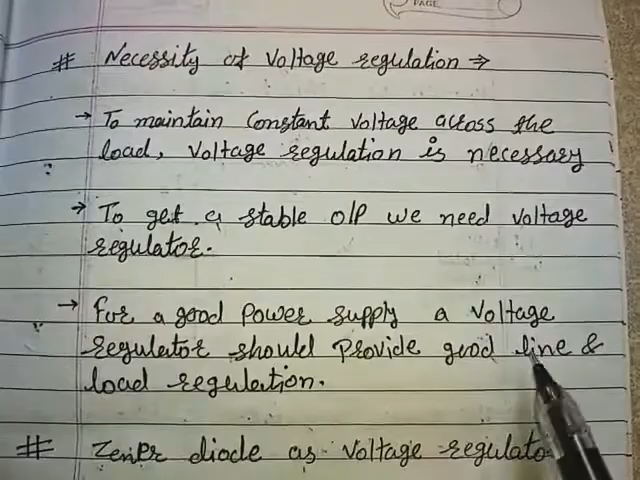 PAGE
# Necessity of Voltage regulation ⇒
→ To maintain Constant voltage across the
load, voltage regulation is necessary
→ To get a stable O/P we need voltage
regulator.
→ For a good Power supply a voltage
regulator should provide good line &
load regulation.
# Zener diode as voltage regulato